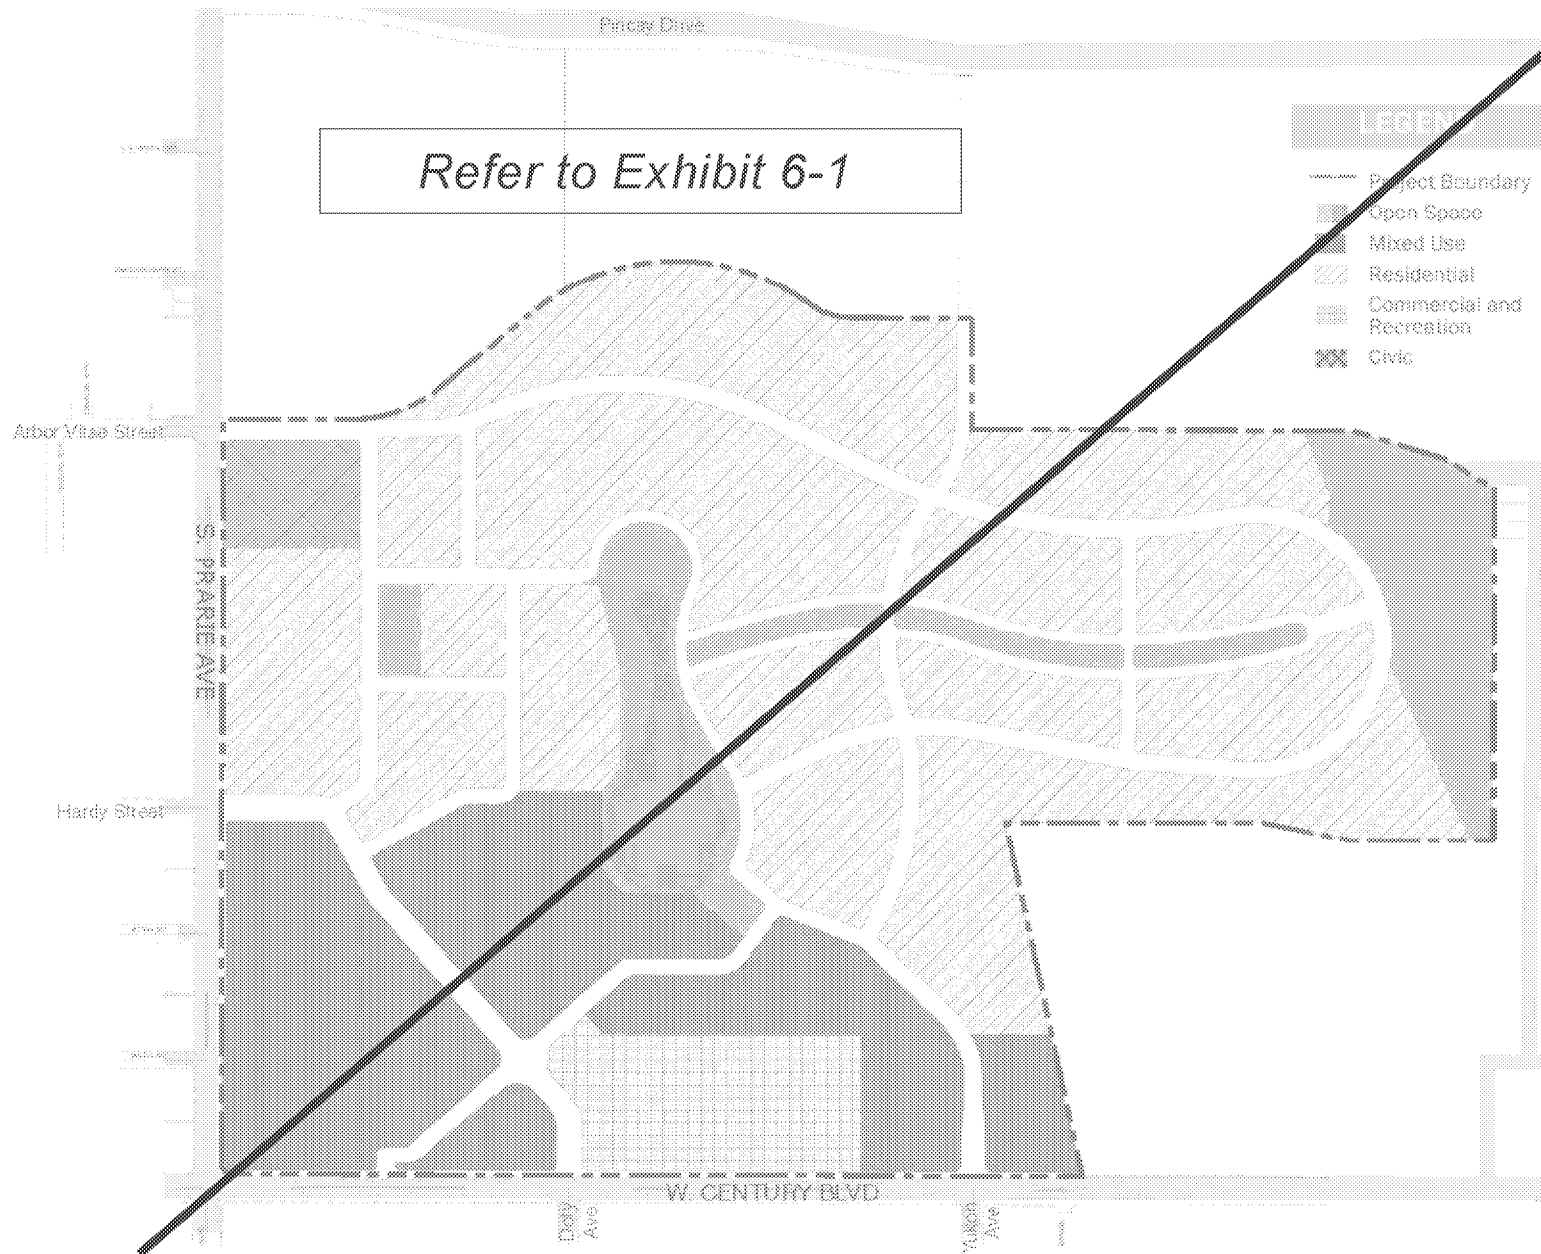 Pincay Drive
Refer to Exhibit 6-1
LEGEND
Project Boundary
Open Space
Mixed Use
Residential
Commercial and
Recreation
Civic
Arbor Vitae Street
S. PRARIE AVE
Hardy Street
W. CENTURY BLVD
Doty
Ave
Yukon
Ave